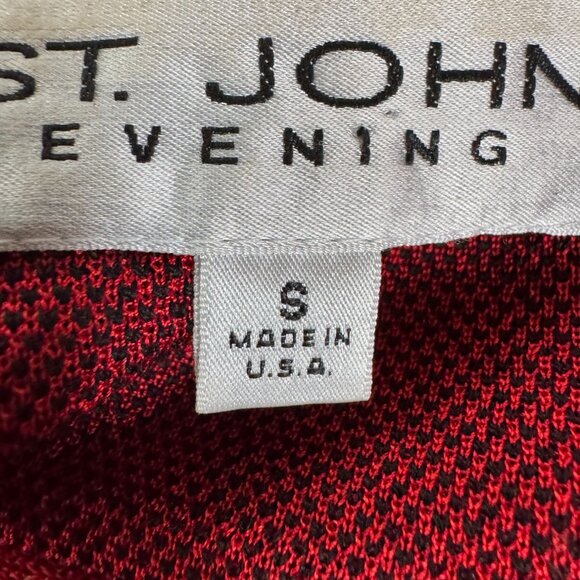 ST. JOHN
EVENING
S
MADE IN
U.S.A.